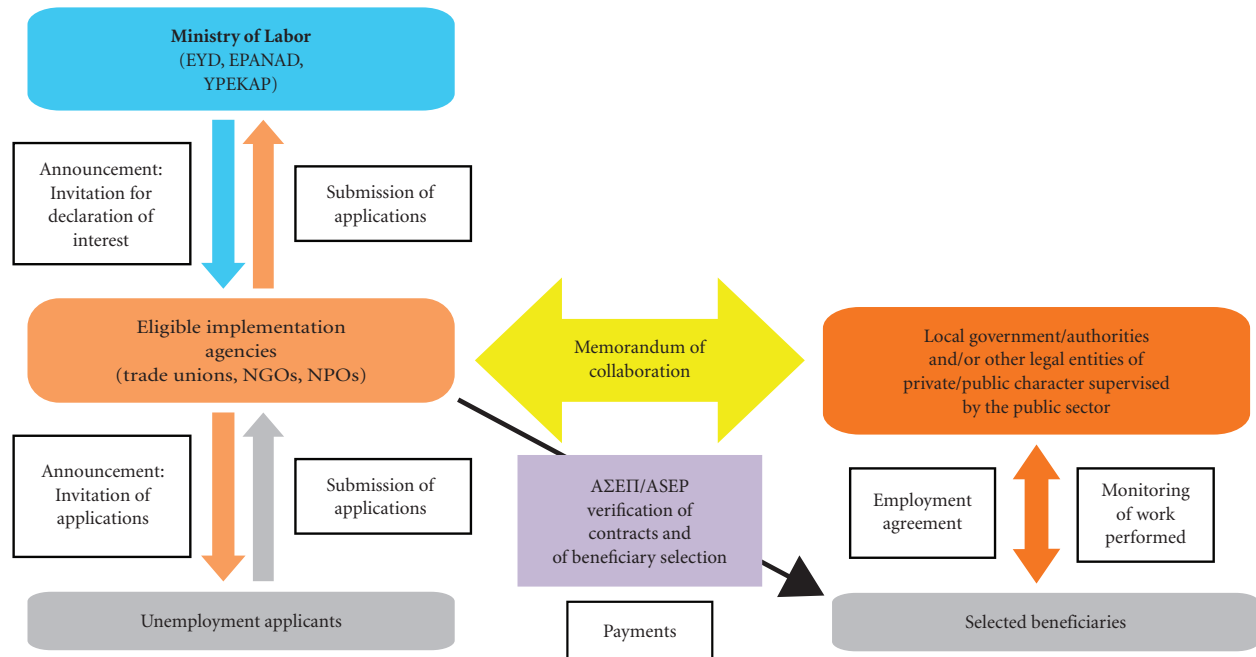 Ministry of Labor
(EYD, EPANAD,
YPEKAP)
Announcement:
Invitation for
declaration of
interest
Submission of
applications
Eligible implementation
agencies
(trade unions, NGOs, NPOs)
Memorandum of
collaboration
Local government/authorities
and/or other legal entities of
private/public character supervised
by the public sector
Announcement:
Invitation of
applications
Submission of
applications
ΑΣΕΠ/ASEP
verification of
contracts and
of beneficiary selection
Employment
agreement
Monitoring
of work
performed
Unemployment applicants
Payments
Selected beneficiaries